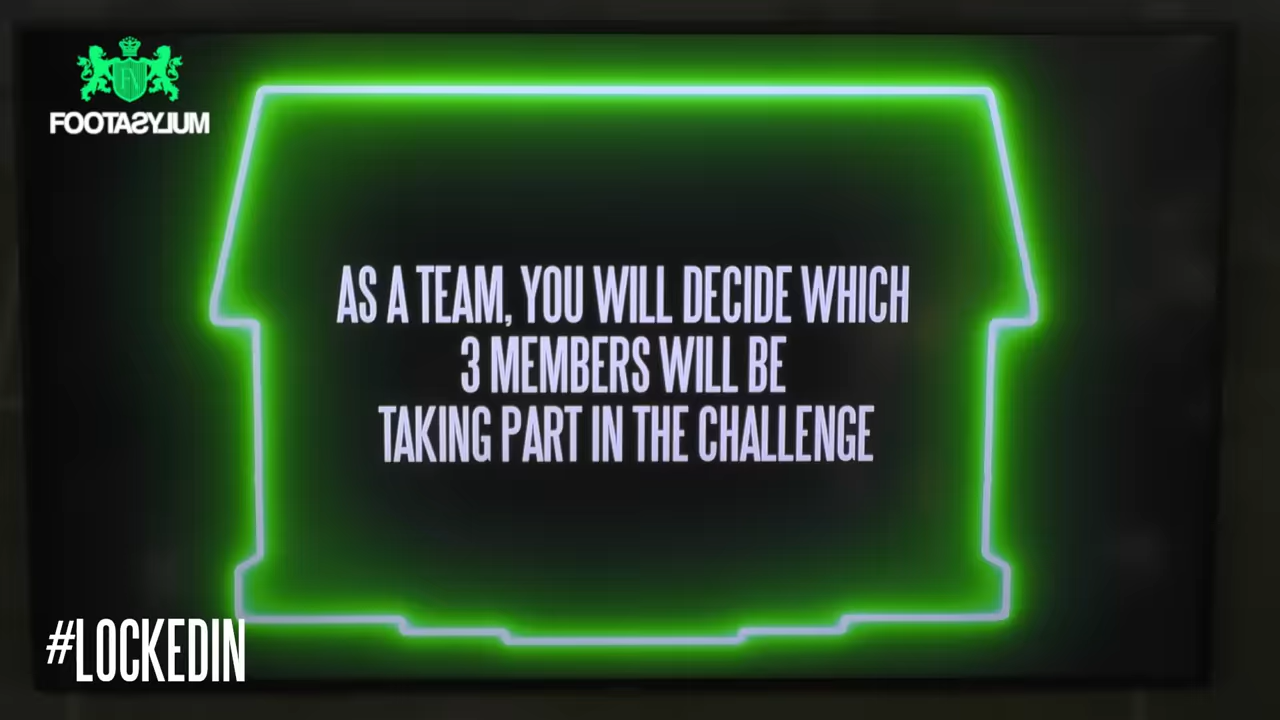 FOOTASYLUM
AS A TEAM, YOU WILL DECIDE WHICH
3 MEMBERS WILL BE
TAKING PART IN THE CHALLENGE
#LOCKEDIN